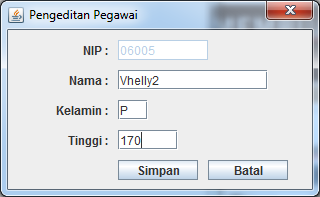 Pengeditan Pegawai
NIP : 06005
Nama : Vhelly2
Kelamin : P
Tinggi : 170
Simpan Batal